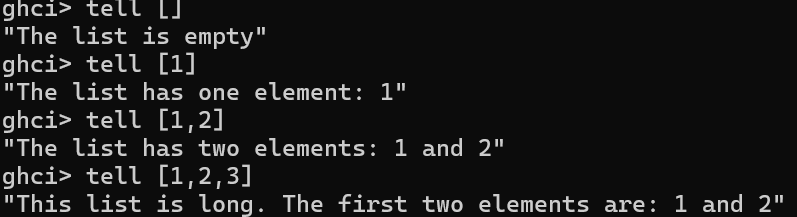 ghci> tell []
"The list is empty"
ghci> tell [1]
"The list has one element: 1"
ghci> tell [1,2]
"The list has two elements: 1 and 2"
ghci> tell [1,2,3]
"This list is long. The first two elements are: 1 and 2"